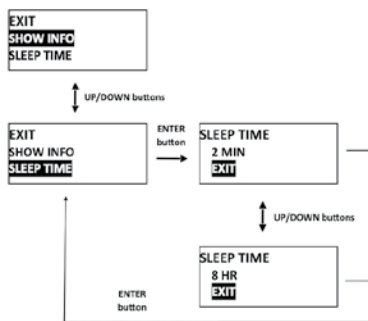 EXIT
SHOW INFO
SLEEP TIME
UP/DOWN buttons
EXIT
SHOW INFO
SLEEP TIME
ENTER
button
SLEEP TIME
2 MIN
EXIT
UP/DOWN buttons
SLEEP TIME
8 HR
EXIT
ENTER
button